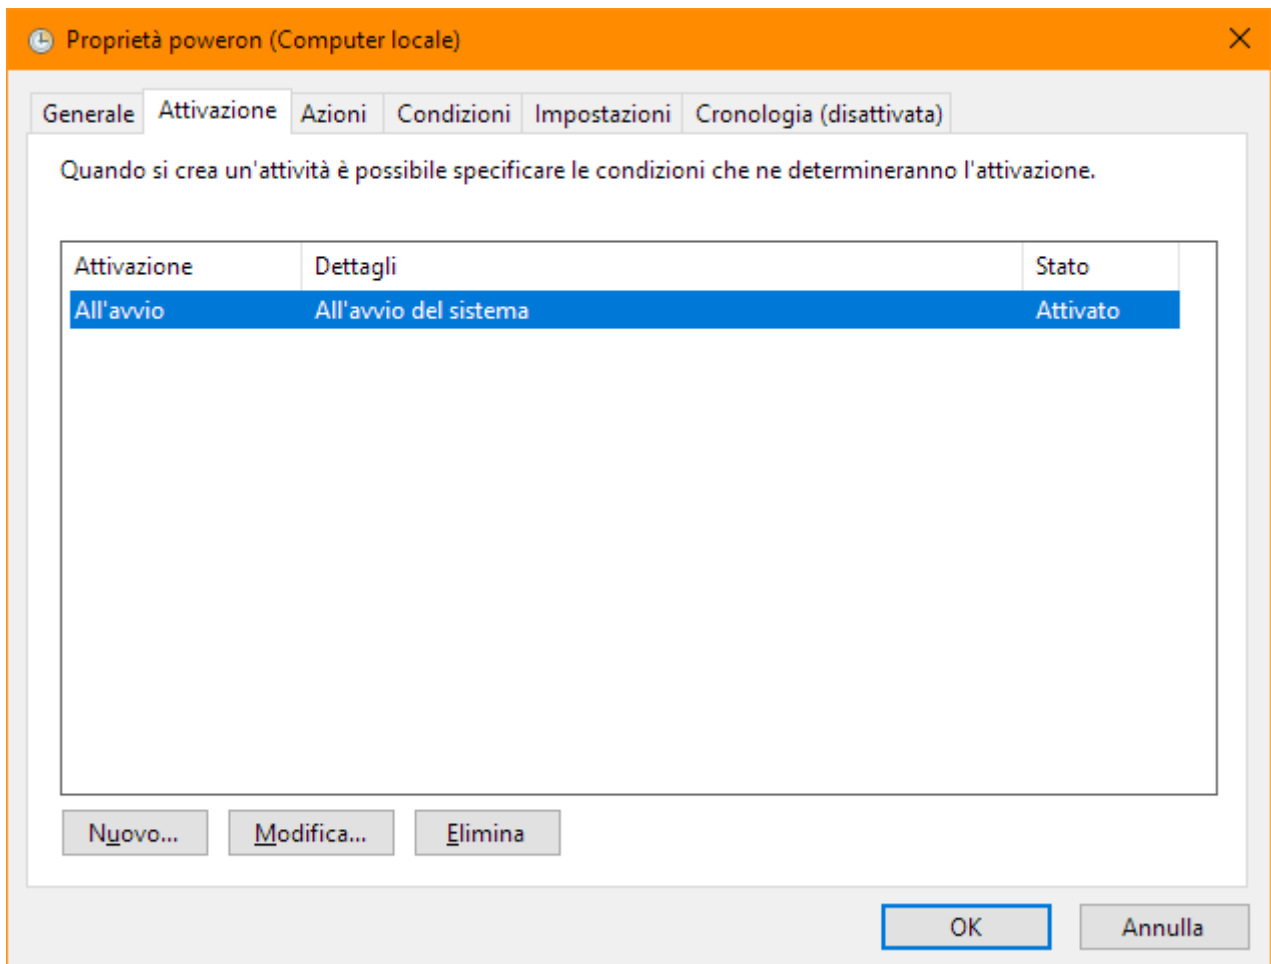 Proprietà poweron (Computer locale)
Generale Attivazione Azioni Condizioni Impostazioni Cronologia (disattivata)
Quando si crea un'attività è possibile specificare le condizioni che ne determineranno l'attivazione.
Attivazione Dettagli Stato
All'avvio All'avvio del sistema Attivato
Nuovo... Modifica... Elimina
OK Annulla